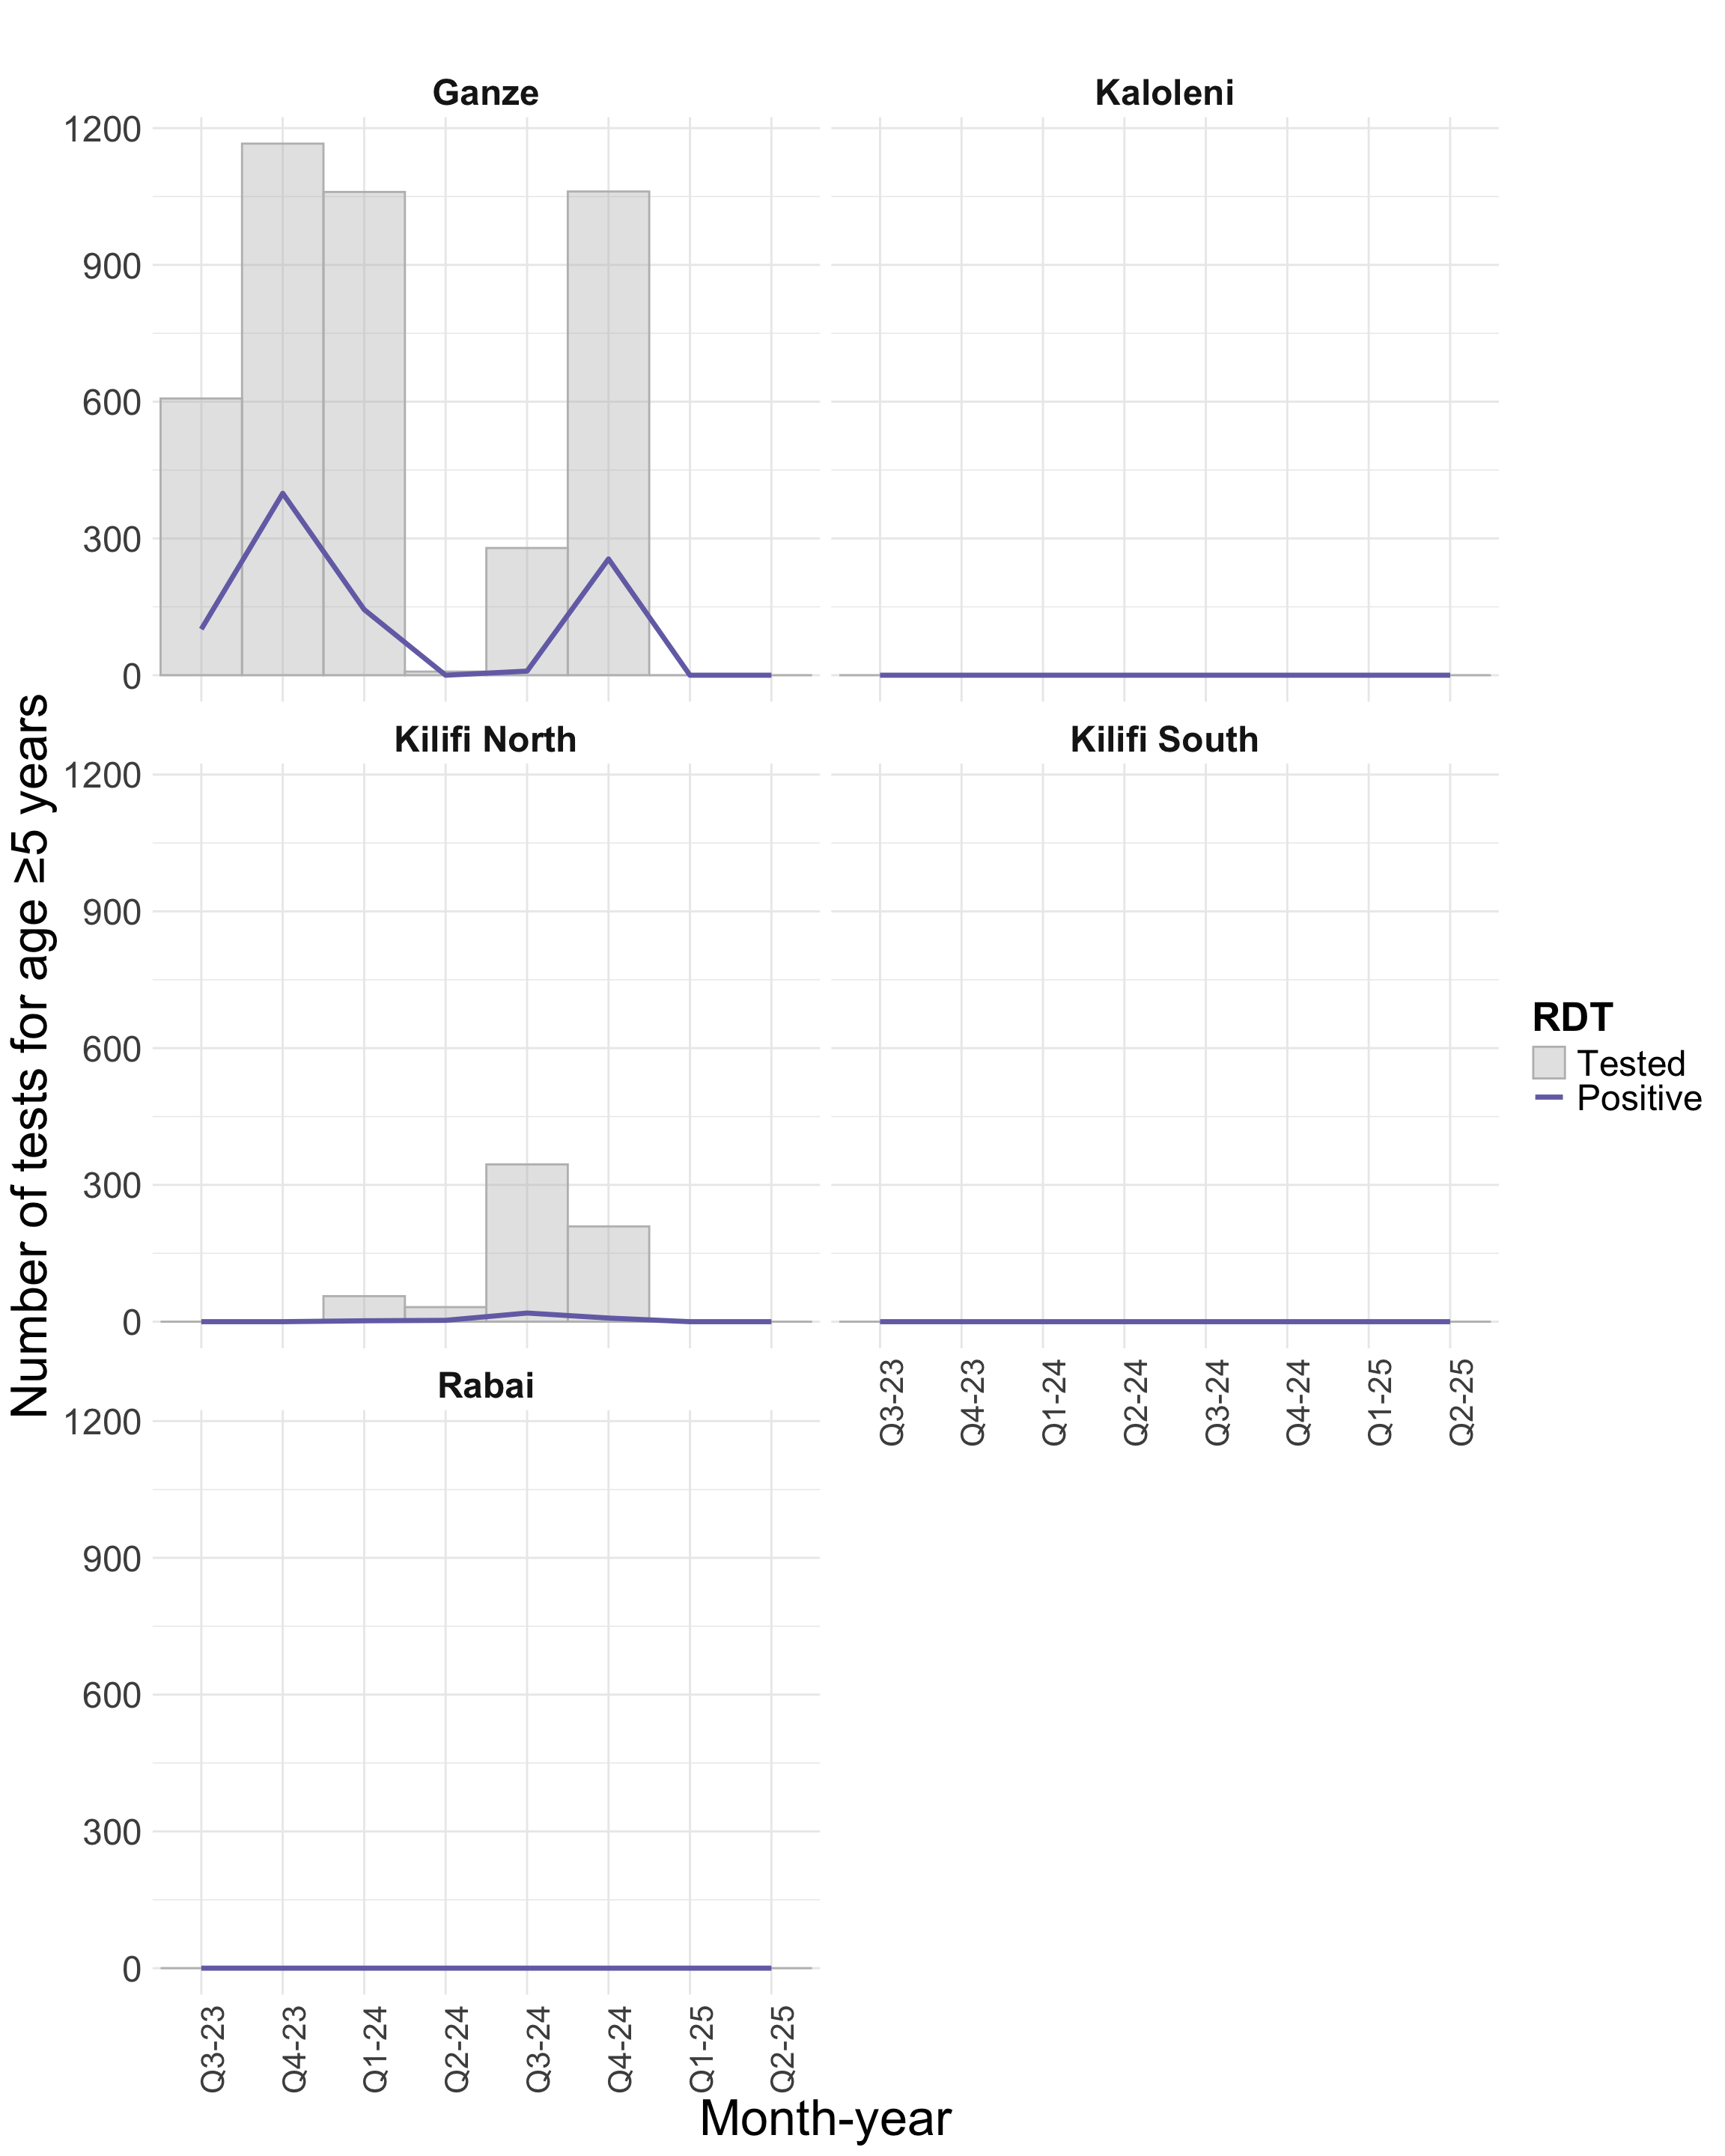 Ganze
Kaloleni
1200
900
600
300
0
Kilifi North
Kilifi South
1200
900
600
300
0
Q3-23
Q4-23
Q1-24
Q2-24
Q3-24
Q4-24
Q1-25
Q2-25
Rabai
1200
900
600
300
0
Q3-23
Q4-23
Q1-24
Q2-24
Q3-24
Q4-24
Q1-25
Q2-25
Month-year
Number of tests for age ≥5 years
RDT
Tested
Positive